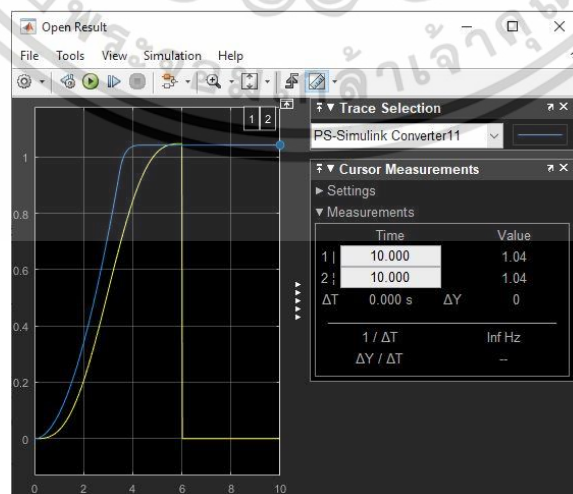 Open Result
File Tools View Simulation Help
1 2
1
0.8
0.6
0.4
0.2
0
0 2 4 6 8 10
Trace Selection
PS-Simulink Converter11
Cursor Measurements
Settings
Measurements
Time Value
1 10.000 1.04
2 10.000 1.04
ΔT 0.000 s ΔY 0
1 / ΔT Inf Hz
ΔY / ΔT --